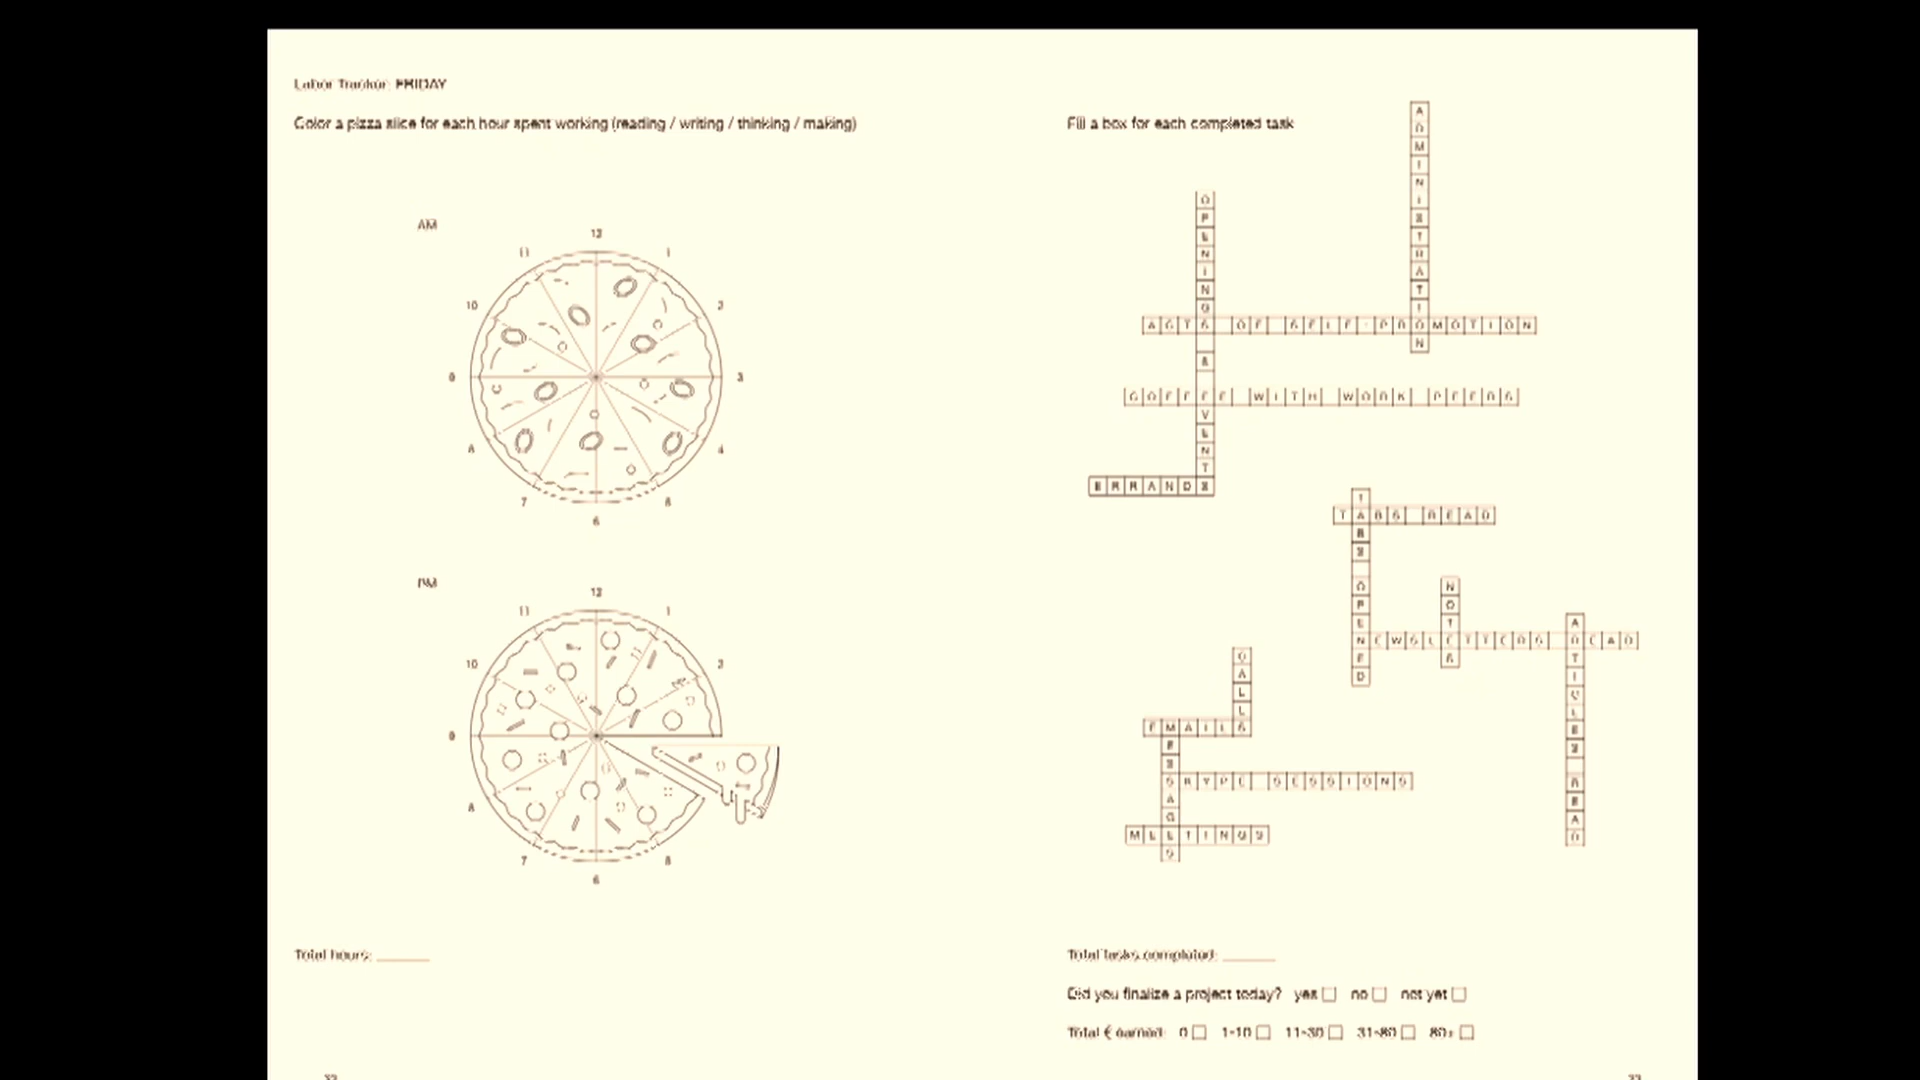 Labor Tracker: FRIDAY
Color a pizza slice for each hour spent working (reading / writing / thinking / making)
AM
12
11 1
10 2
9 3
8 4
7 5
6
PM
12
11 1
10 2
9
8
7 5
6
Total hours:
Fill a box for each completed task
ADMINISTRATION
OPENINGS & EVENTS
ACTS OF SELF-PROMOTION
COFFEE WITH WORK PEERS
ERRANDS
TABS OPENED
TABS READ
NOTES
NEWSLETTERS READ
ARTICLES READ
CALLS
EMAILS
MESSAGES
SKYPE SESSIONS
MEETINGS
Total tasks completed:
Did you finalize a project today? yes no not yet
Total € earned: 0 1-10 11-30 31-80 80+